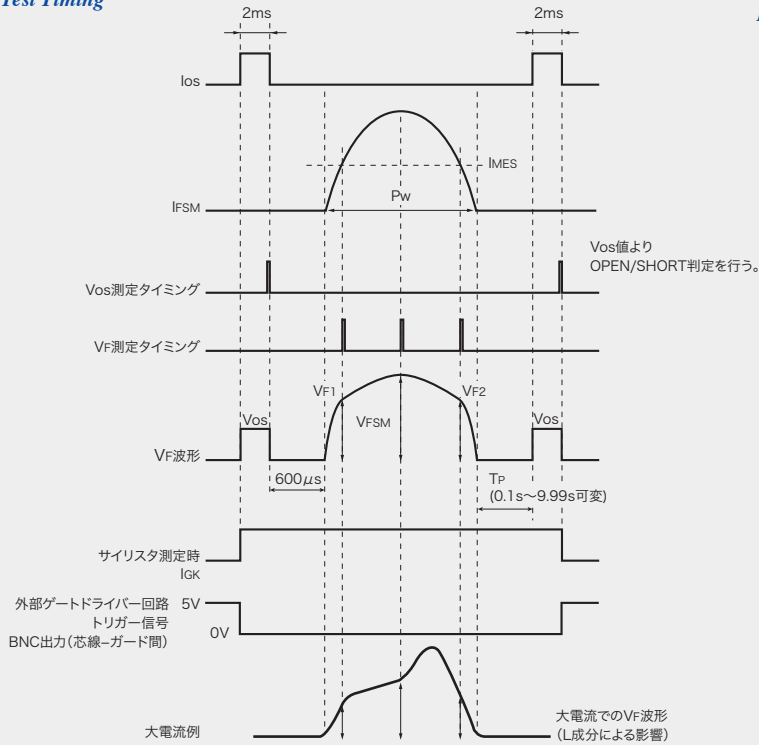 Test Timing
2ms
2ms
Ios
IMES
Pw
IFSM
Vos値より
OPEN/SHORT判定を行う。
Vos測定タイミング
VF測定タイミング
VF1
VF2
VFSM
Vos
Vos
VF波形
600μs
TP
(0.1s～9.99s可変)
サイリスタ測定時
IGK
外部ゲートドライバー回路 5V
トリガー信号
0V
BNC出力(芯線−ガード間)
大電流例
大電流でのVF波形
(L成分による影響)